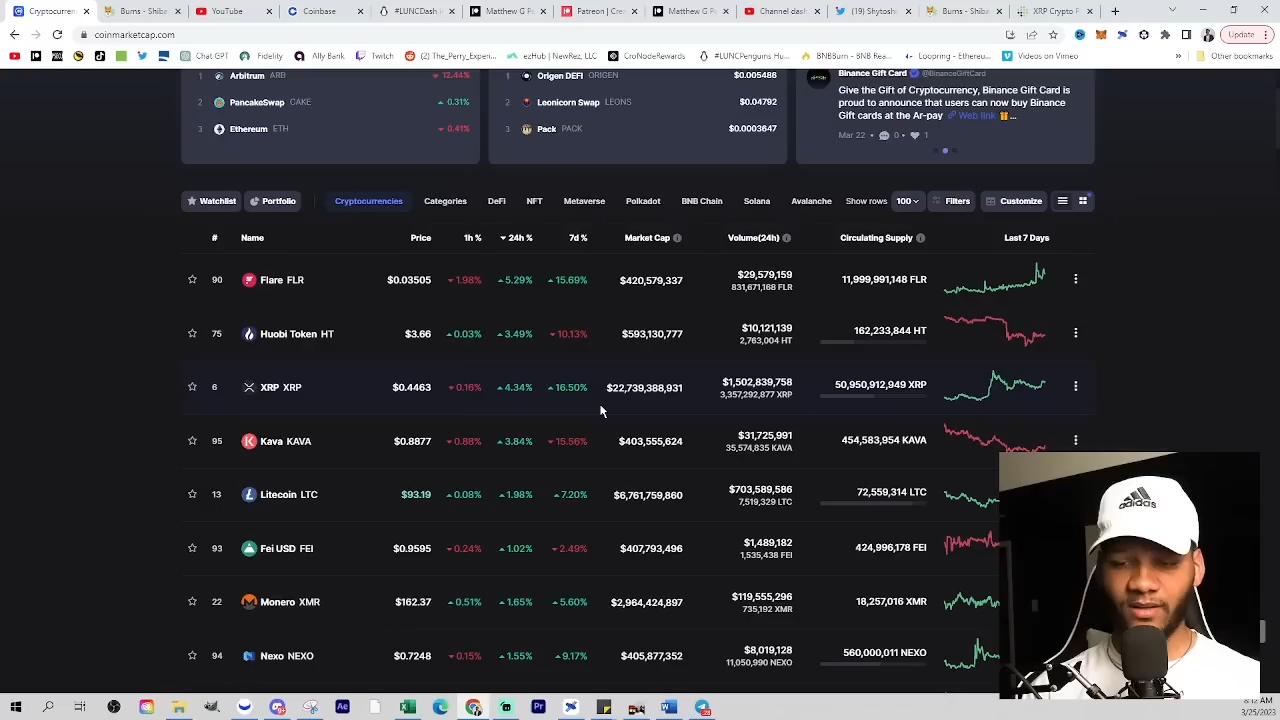 CoinMarketCap
Burns - Shiba
YouTube
Coinbase
#LUNCDash
Matthew G P
Patreon | Cre
Matthew G P
Channel dash
(19) Shytoshi
Burns - Shiba
XRP Crypto P
coinmarketcap.com
Update
Chat GPT
Fidelity
Ally Bank
Twitch
(2) The_Perry_Experi...
ezHub | NewRez, LLC
CroNodeRewards
#LUNCPenguins Hu...
BNBBurn - BNB Rea...
Loopring - Ethereu...
Videos on Vimeo
»
Other favorites
1 Arbitrum ARB 12.44%
2 PancakeSwap CAKE 0.31%
3 Ethereum ETH 0.41%
1 Origen DEFI ORIGEN $0.005486
2 Leonicorn Swap LEONS $0.04792
3 Pack PACK $0.0003647
Binance Gift Card @BinanceGiftCard
Give the Gift of Cryptocurrency, Binance Gift Card is
proud to announce that users can now buy Binance
Gift cards at the Ar-pay Web link ...
Mar 22 • 0 • 1
Watchlist Portfolio Cryptocurrencies Categories DeFi NFT Metaverse Polkadot BNB Chain Solana Avalanche Show rows 100 Filters Customize
# Name Price 1h % 24h % 7d % Market Cap Volume(24h) Circulating Supply Last 7 Days
90 Flare FLR $0.03505 1.98% 5.29% 15.69% $420,579,337 $29,579,159 11,999,991,148 FLR
831,671,168 FLR
75 Huobi Token HT $3.66 0.03% 3.49% 10.13% $593,130,777 $10,121,139 162,233,844 HT
2,763,004 HT
6 XRP XRP $0.4463 0.16% 4.34% 16.50% $22,739,388,931 $1,502,839,758 50,950,912,949 XRP
3,357,292,877 XRP
95 Kava KAVA $0.8877 0.88% 3.84% 15.56% $403,555,624 $31,725,991 454,583,954 KAVA
35,574,835 KAVA
13 Litecoin LTC $93.19 0.08% 1.98% 7.20% $6,761,759,860 $703,589,586 72,559,314 LTC
7,519,329 LTC
93 Fei USD FEI $0.9595 0.24% 1.02% 2.49% $407,793,496 $1,489,182 424,996,178 FEI
1,535,438 FEI
22 Monero XMR $162.37 0.51% 1.65% 5.60% $2,964,424,897 $119,555,296 18,257,016 XMR
735,192 XMR
94 Nexo NEXO $0.7248 0.15% 1.55% 9.17% $405,877,352 $8,019,128 560,000,011 NEXO
11,050,990 NEXO
adidas
3/25/2023